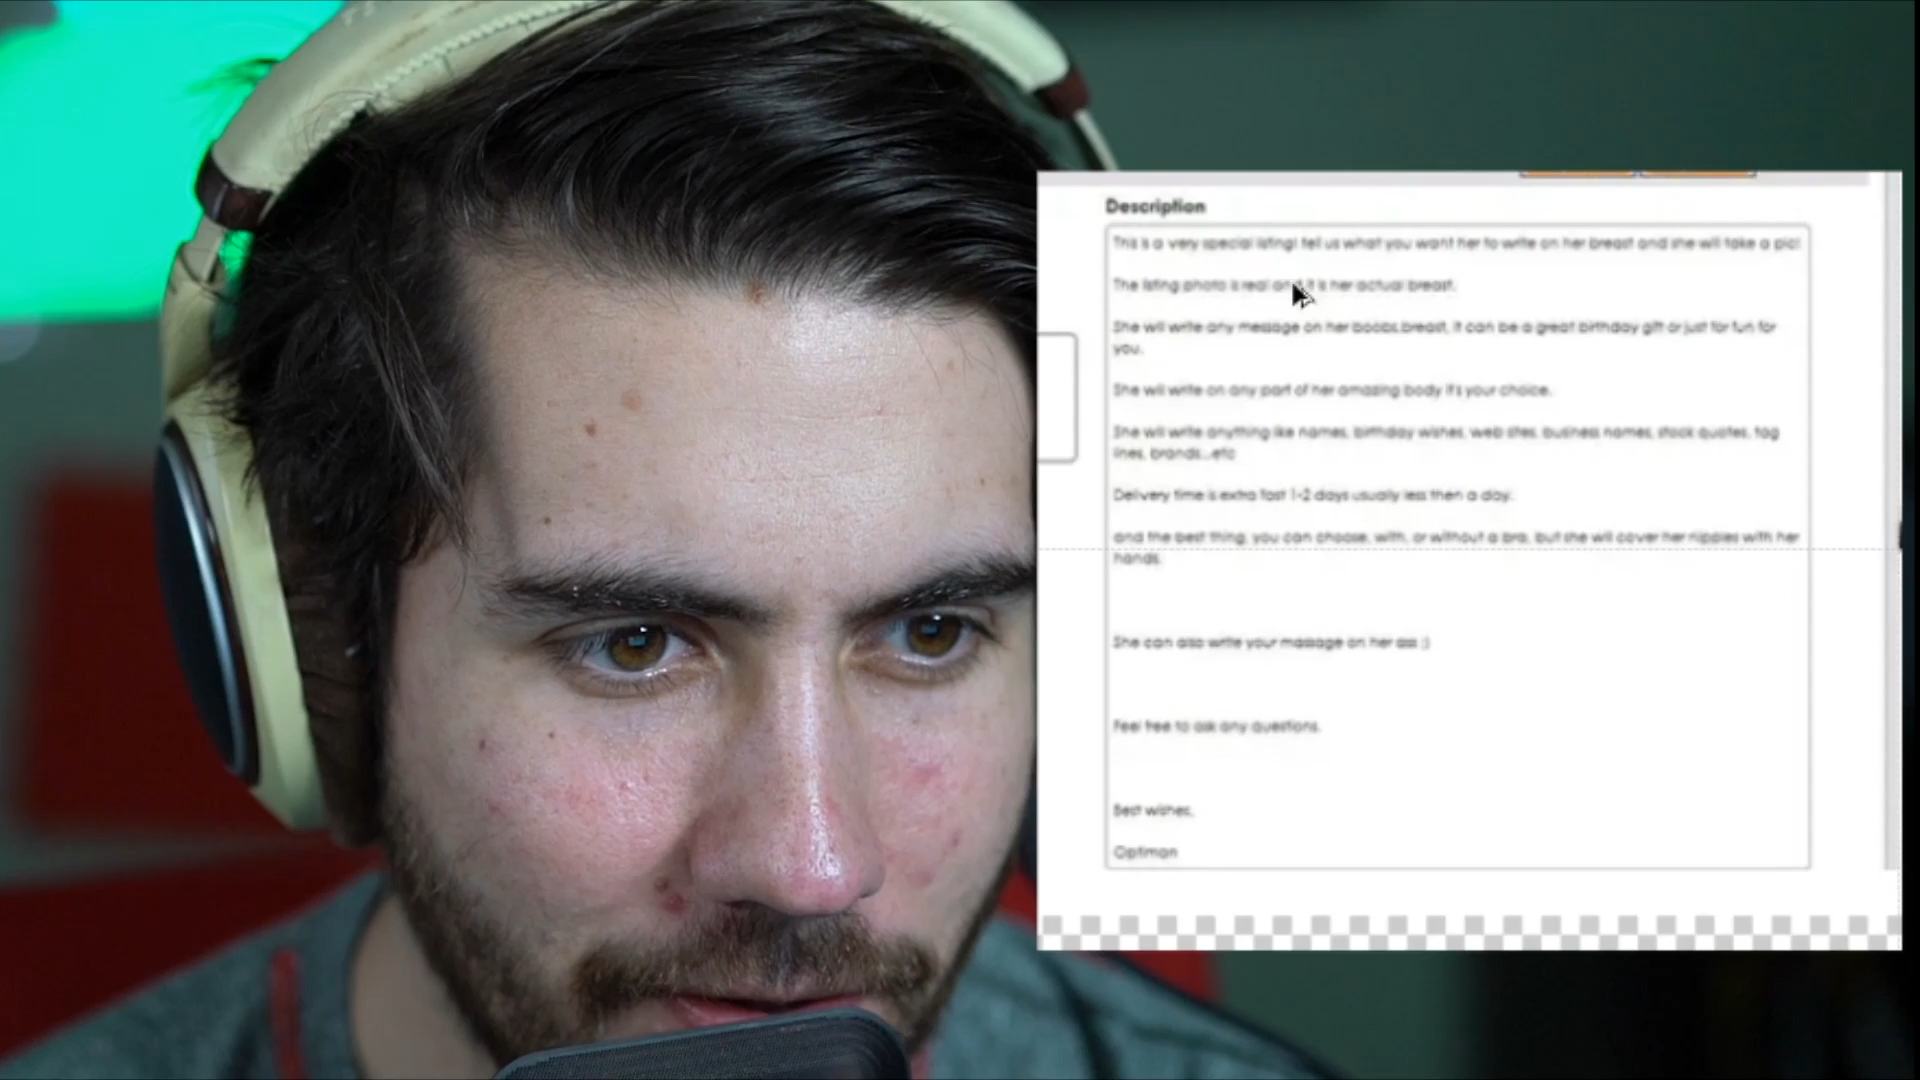 Description
This is a very special listing! tell us what you want her to write on her breast and she will take a pic!
The listing photo is real and it is her actual breast.
She will write any message on her boobs,breast, it can be a great birthday gift or just for fun for
you.
She will write on any part of her amazing body it's your choice.
She will write anything like names, birthday wishes, web sites, business names, stock quotes, tag
lines, brands...etc
Delivery time is extra fast 1-2 days usually less then a day.
and the best thing, you can choose, with, or without a bra, but she will cover her nipples with her
hands.
She can also write your massage on her ass ;)
Feel free to ask any questions.
Best wishes,
Optimon